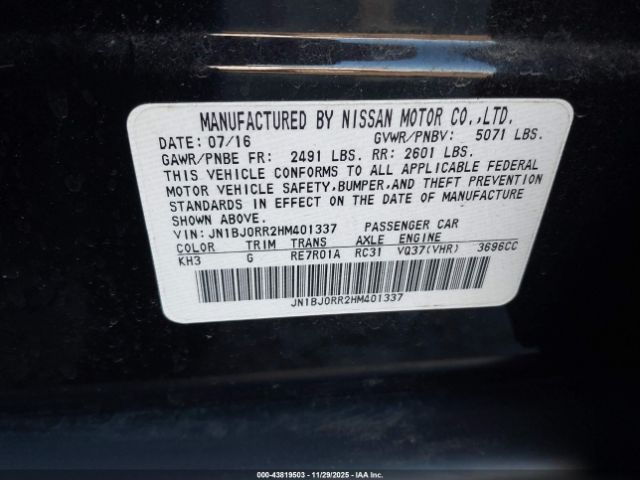 MANUFACTURED BY NISSAN MOTOR CO.,LTD.
DATE: 07/16 GVWR/PNBV: 5071 LBS.
GAWR/PNBE FR: 2491 LBS. RR: 2601 LBS.
THIS VEHICLE CONFORMS TO ALL APPLICABLE FEDERAL
MOTOR VEHICLE SAFETY,BUMPER,AND THEFT PREVENTION
STANDARDS IN EFFECT ON THE DATE OF MANUFACTURE
SHOWN ABOVE.
VIN: JN1BJ0RR2HM401337 PASSENGER CAR
COLOR TRIM TRANS AXLE ENGINE
KH3 G RE7R01A RC31 VQ37(VHR) 3696CC
JN1BJ0RR2HM401337
000-43819503 - 11/29/2025 - IAAI.COM